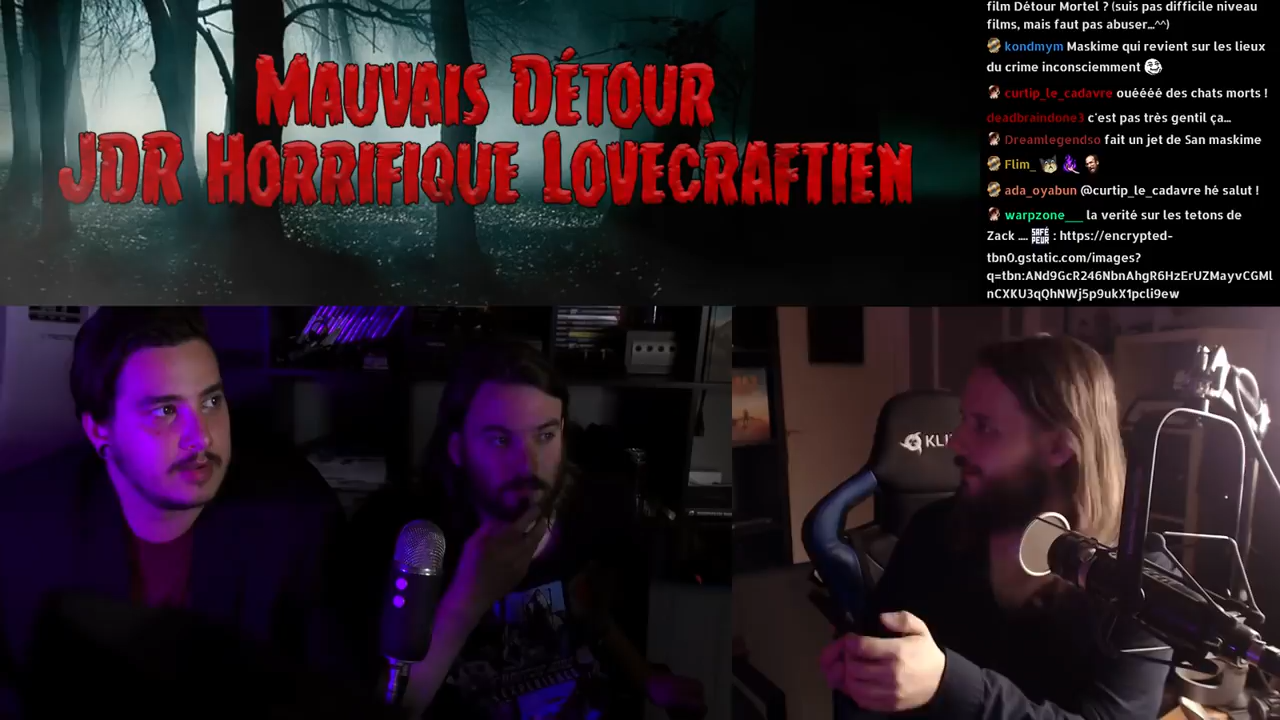 Mauvais Détour
JDR Horrifique Lovecraftien
film Détour Mortel ? (suis pas difficile niveau
films, mais faut pas abuser...^^)
kondmym Maskime qui revient sur les lieux
du crime inconsciemment
curtip_le_cadavre ouéééé des chats morts !
deadbraindone3 c'est pas très gentil ça...
Dreamlegendso fait un jet de San maskime
Flim_
ada_oyabun @curtip_le_cadavre hé salut !
warpzone___ la verité sur les tetons de
Zack .... SAFÉ PEUR : https://encrypted-
tbn0.gstatic.com/images?
q=tbn:ANd9GcR246NbnAhgR6HzErUZMayvCGMl
nCXKU3qQhNWj5p9ukX1pcli9ew